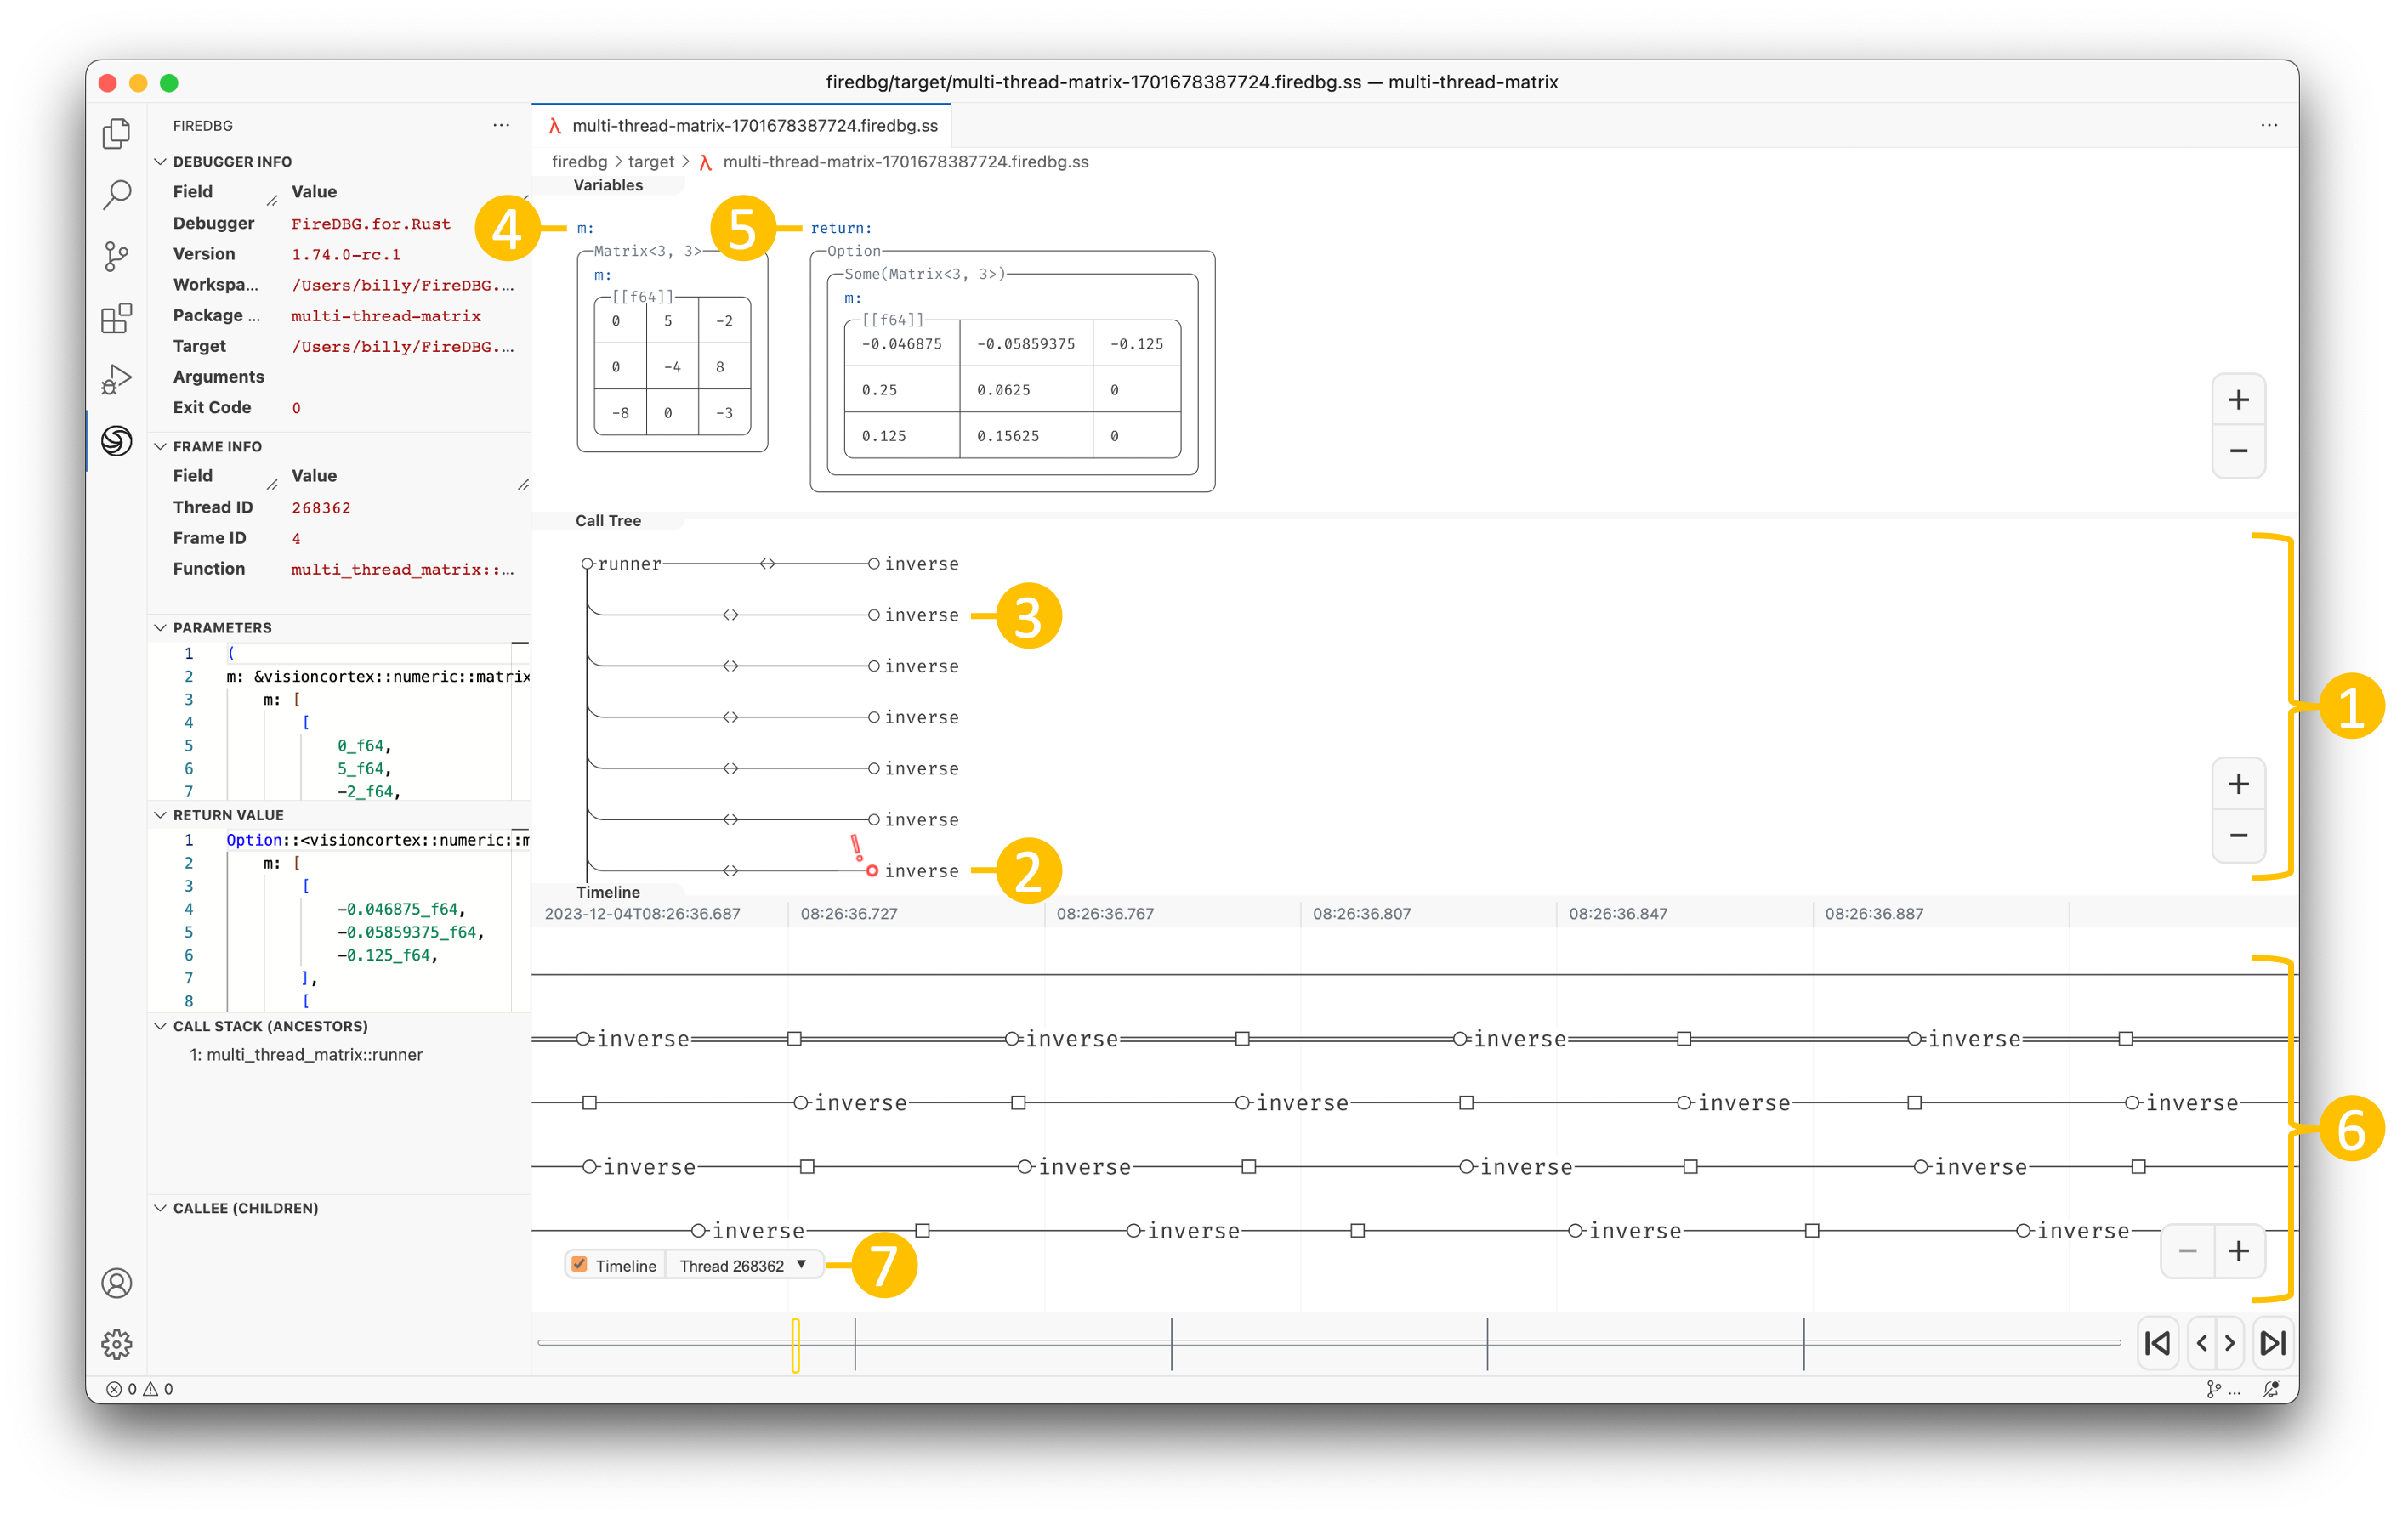 firedbg/target/multi-thread-matrix-1701678387724.firedbg.ss — multi-thread-matrix
FIREDBG
DEBUGGER INFO
Field Value
Debugger FireDBG.for.Rust
Version 1.74.0-rc.1
Workspa... /Users/billy/FireDBG....
Package ... multi-thread-matrix
Target /Users/billy/FireDBG....
Arguments
Exit Code 0
FRAME INFO
Field Value
Thread ID 268362
Frame ID 4
Function multi_thread_matrix::...
PARAMETERS
1 (
2 m: &visioncortex::numeric::matrix
3 m: [
4 [
5 0_f64,
6 5_f64,
7 -2_f64,
RETURN VALUE
1 Option::<visioncortex::numeric::m
2 m: [
3 [
4 -0.046875_f64,
5 -0.05859375_f64,
6 -0.125_f64,
7 ],
8 [
CALL STACK (ANCESTORS)
1: multi_thread_matrix::runner
CALLEE (CHILDREN)
λ multi-thread-matrix-1701678387724.firedbg.ss
firedbg > target > λ multi-thread-matrix-1701678387724.firedbg.ss
Variables
4 m:
Matrix<3, 3>
m:
[[f64]]
0 5 -2
0 -4 8
-8 0 -3
5 return:
Option
Some(Matrix<3, 3>)
m:
[[f64]]
-0.046875 -0.05859375 -0.125
0.25 0.0625 0
0.125 0.15625 0
+
−
Call Tree
runner <> inverse
<> inverse 3
<> inverse
<> inverse
<> inverse
<> inverse
! <> inverse 2
1
+
−
Timeline
2023-12-04T08:26:36.687 08:26:36.727 08:26:36.767 08:26:36.807 08:26:36.847 08:26:36.887
inverse inverse inverse inverse
inverse inverse inverse inverse
inverse inverse inverse inverse
inverse inverse inverse inverse
6
Timeline Thread 268362 ▼ 7
− +
< >
0 0
...